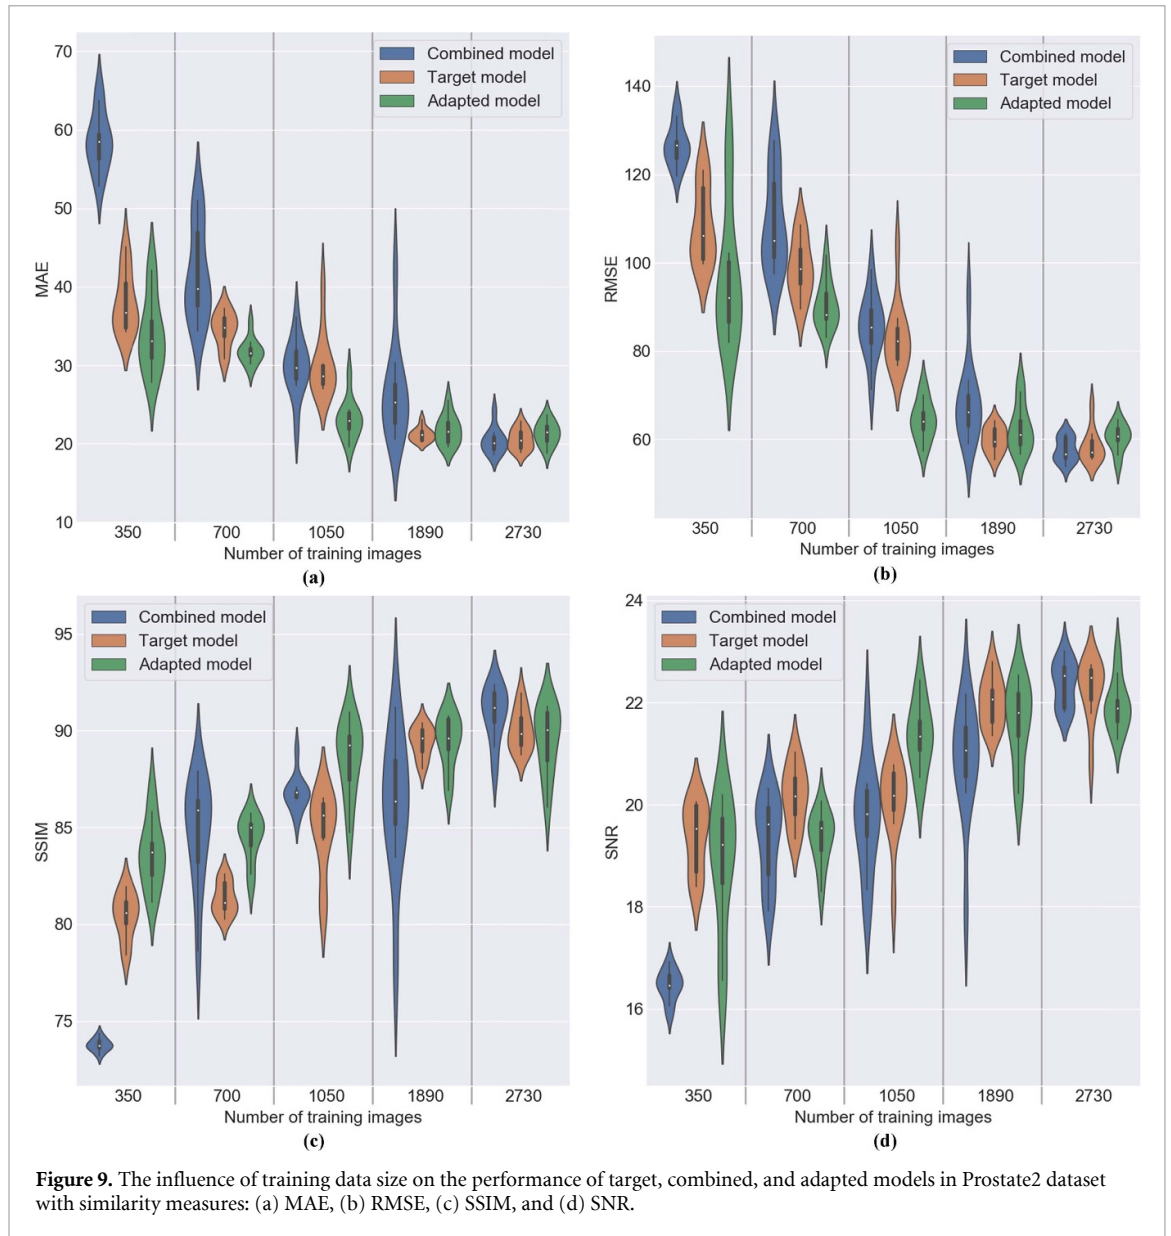 70
60
50
40
30
20
10
MAE
Combined model
Target model
Adapted model
350 700 1050 1890 2730
Number of training images
(a)
140
120
100
80
60
RMSE
Combined model
Target model
Adapted model
350 700 1050 1890 2730
Number of training images
(b)
95
90
85
80
75
SSIM
Combined model
Target model
Adapted model
350 700 1050 1890 2730
Number of training images
(c)
24
22
20
18
16
SNR
Combined model
Target model
Adapted model
350 700 1050 1890 2730
Number of training images
(d)
Figure 9. The influence of training data size on the performance of target, combined, and adapted models in Prostate2 dataset
with similarity measures: (a) MAE, (b) RMSE, (c) SSIM, and (d) SNR.